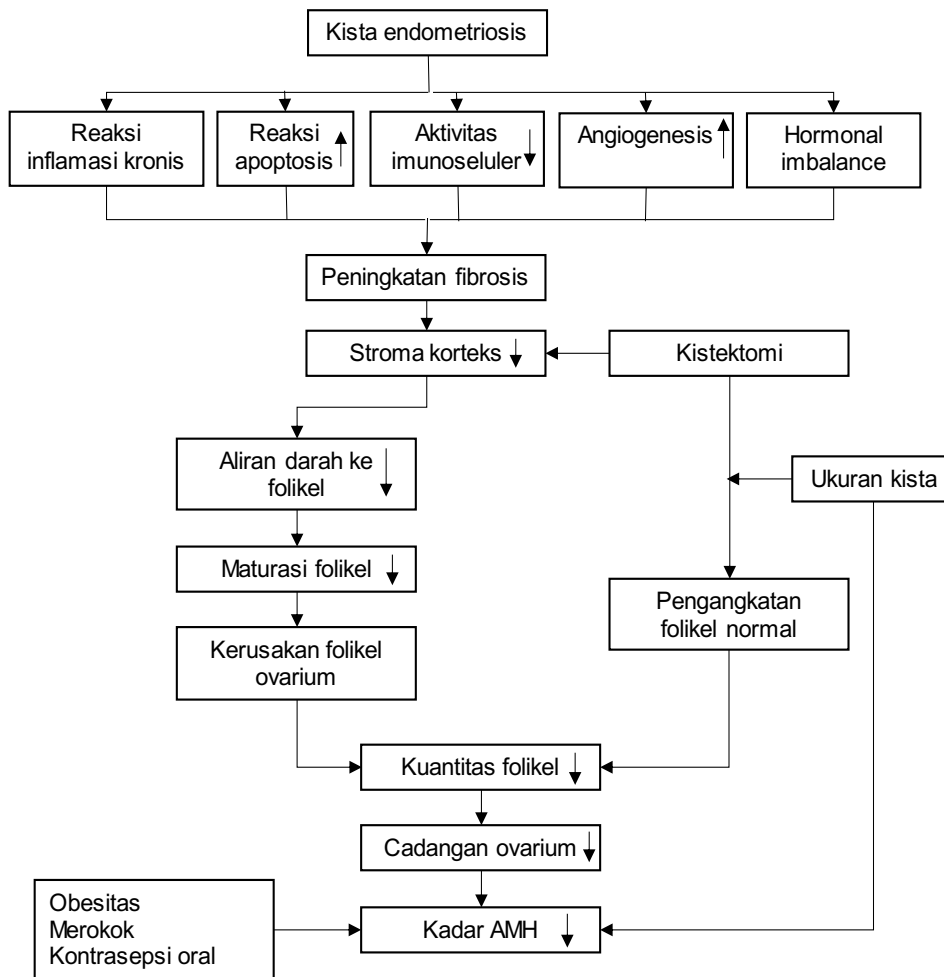 Kista endometriosis
Reaksi
inflamasi kronis
Reaksi
apoptosis
Aktivitas
imunoseluler
Angiogenesis
Hormonal
imbalance
Peningkatan fibrosis
Stroma korteks
Kistektomi
Aliran darah ke
folikel
Ukuran kista
Maturasi folikel
Pengangkatan
folikel normal
Kerusakan folikel
ovarium
Kuantitas folikel
Cadangan ovarium
Obesitas
Merokok
Kontrasepsi oral
Kadar AMH